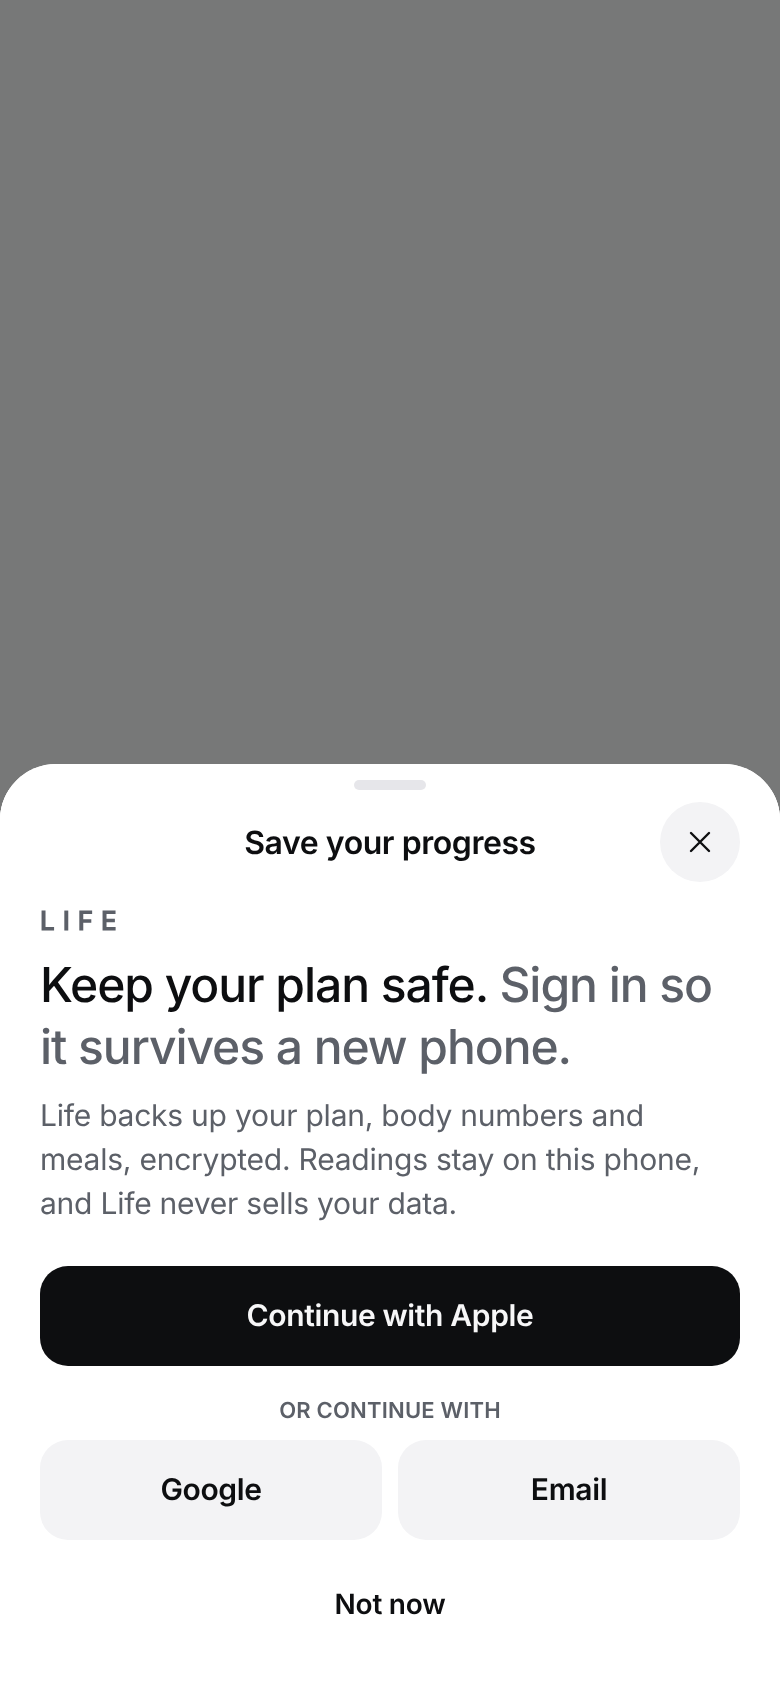 Save your progress
LIFE
Keep your plan safe. Sign in so
it survives a new phone.
Life backs up your plan, body numbers and
meals, encrypted. Readings stay on this phone,
and Life never sells your data.
Continue with Apple
OR CONTINUE WITH
Google
Email
Not now